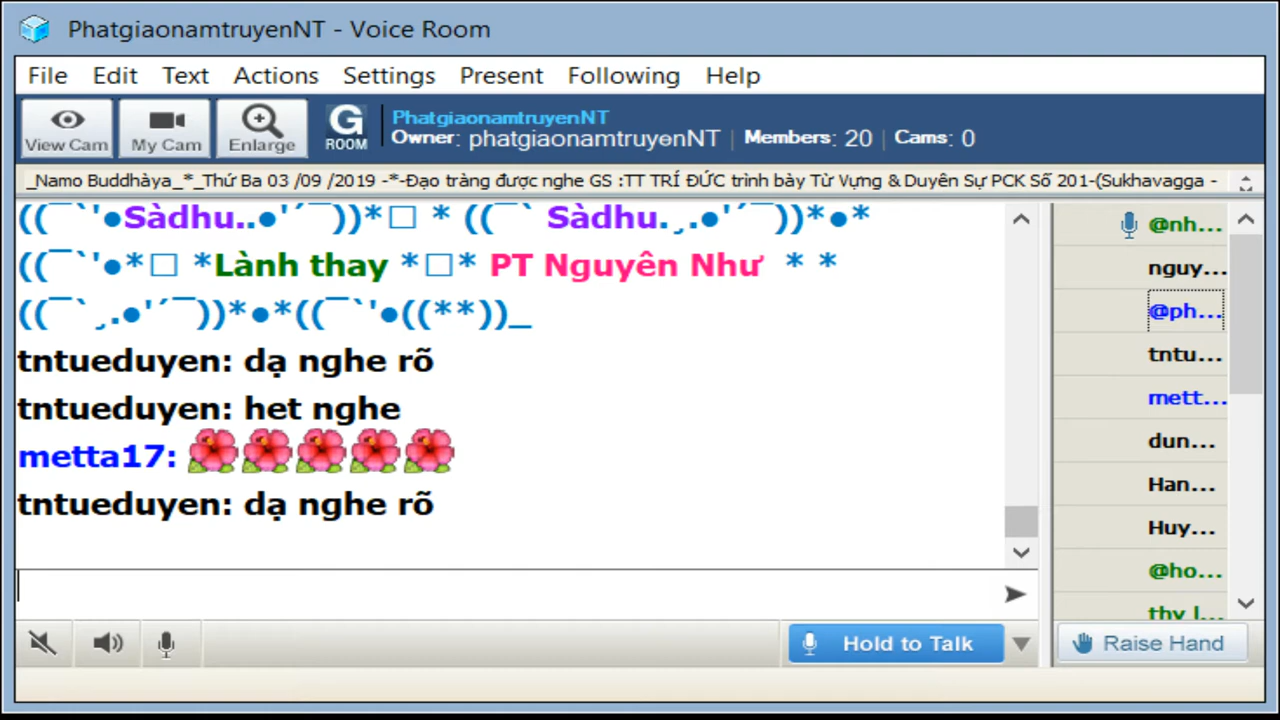 PhatgiaonamtruyenNT - Voice Room
File Edit Text Actions Settings Present Following Help
View Cam My Cam Enlarge G ROOM
PhatgiaonamtruyenNT
Owner: phatgiaonamtruyenNT | Members: 20 | Cams: 0
_Namo Buddhàya_*_Thứ Ba 03 /09 /2019 -*-Đạo tràng được nghe GS :TT TRÍ ĐỨC trình bày Từ Vựng & Duyên Sự PCK Số 201-(Sukhavagga -
((¯`'●Sàdhu..●'´¯))*□ * ((¯` Sàdhu.¸.●'´¯))*●*
((¯`'●*□ *Lành thay *□* PT Nguyên Như * *
((¯`¸.●'´¯))*●*((¯`'●((**))_
tntueduyen: dạ nghe rõ
tntueduyen: het nghe
metta17:
tntueduyen: dạ nghe rõ
@nh...
nguy...
@ph...
tntu...
mett...
dun...
Han...
Huy...
@ho...
thy l...
Hold to Talk
Raise Hand